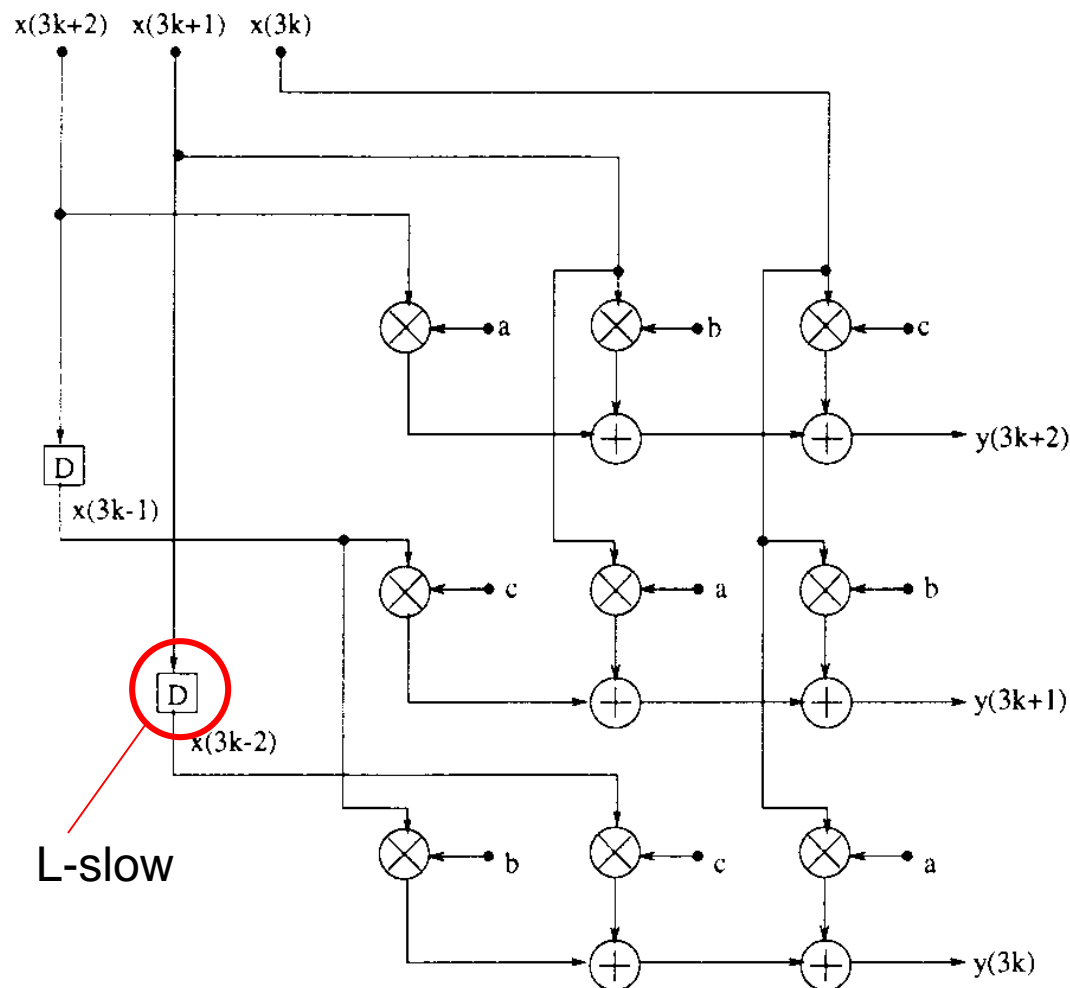 x(3k+2) x(3k+1) x(3k)
a b c
y(3k+2)
D
x(3k-1)
c a b
D
y(3k+1)
x(3k-2)
L-slow
b c a
y(3k)